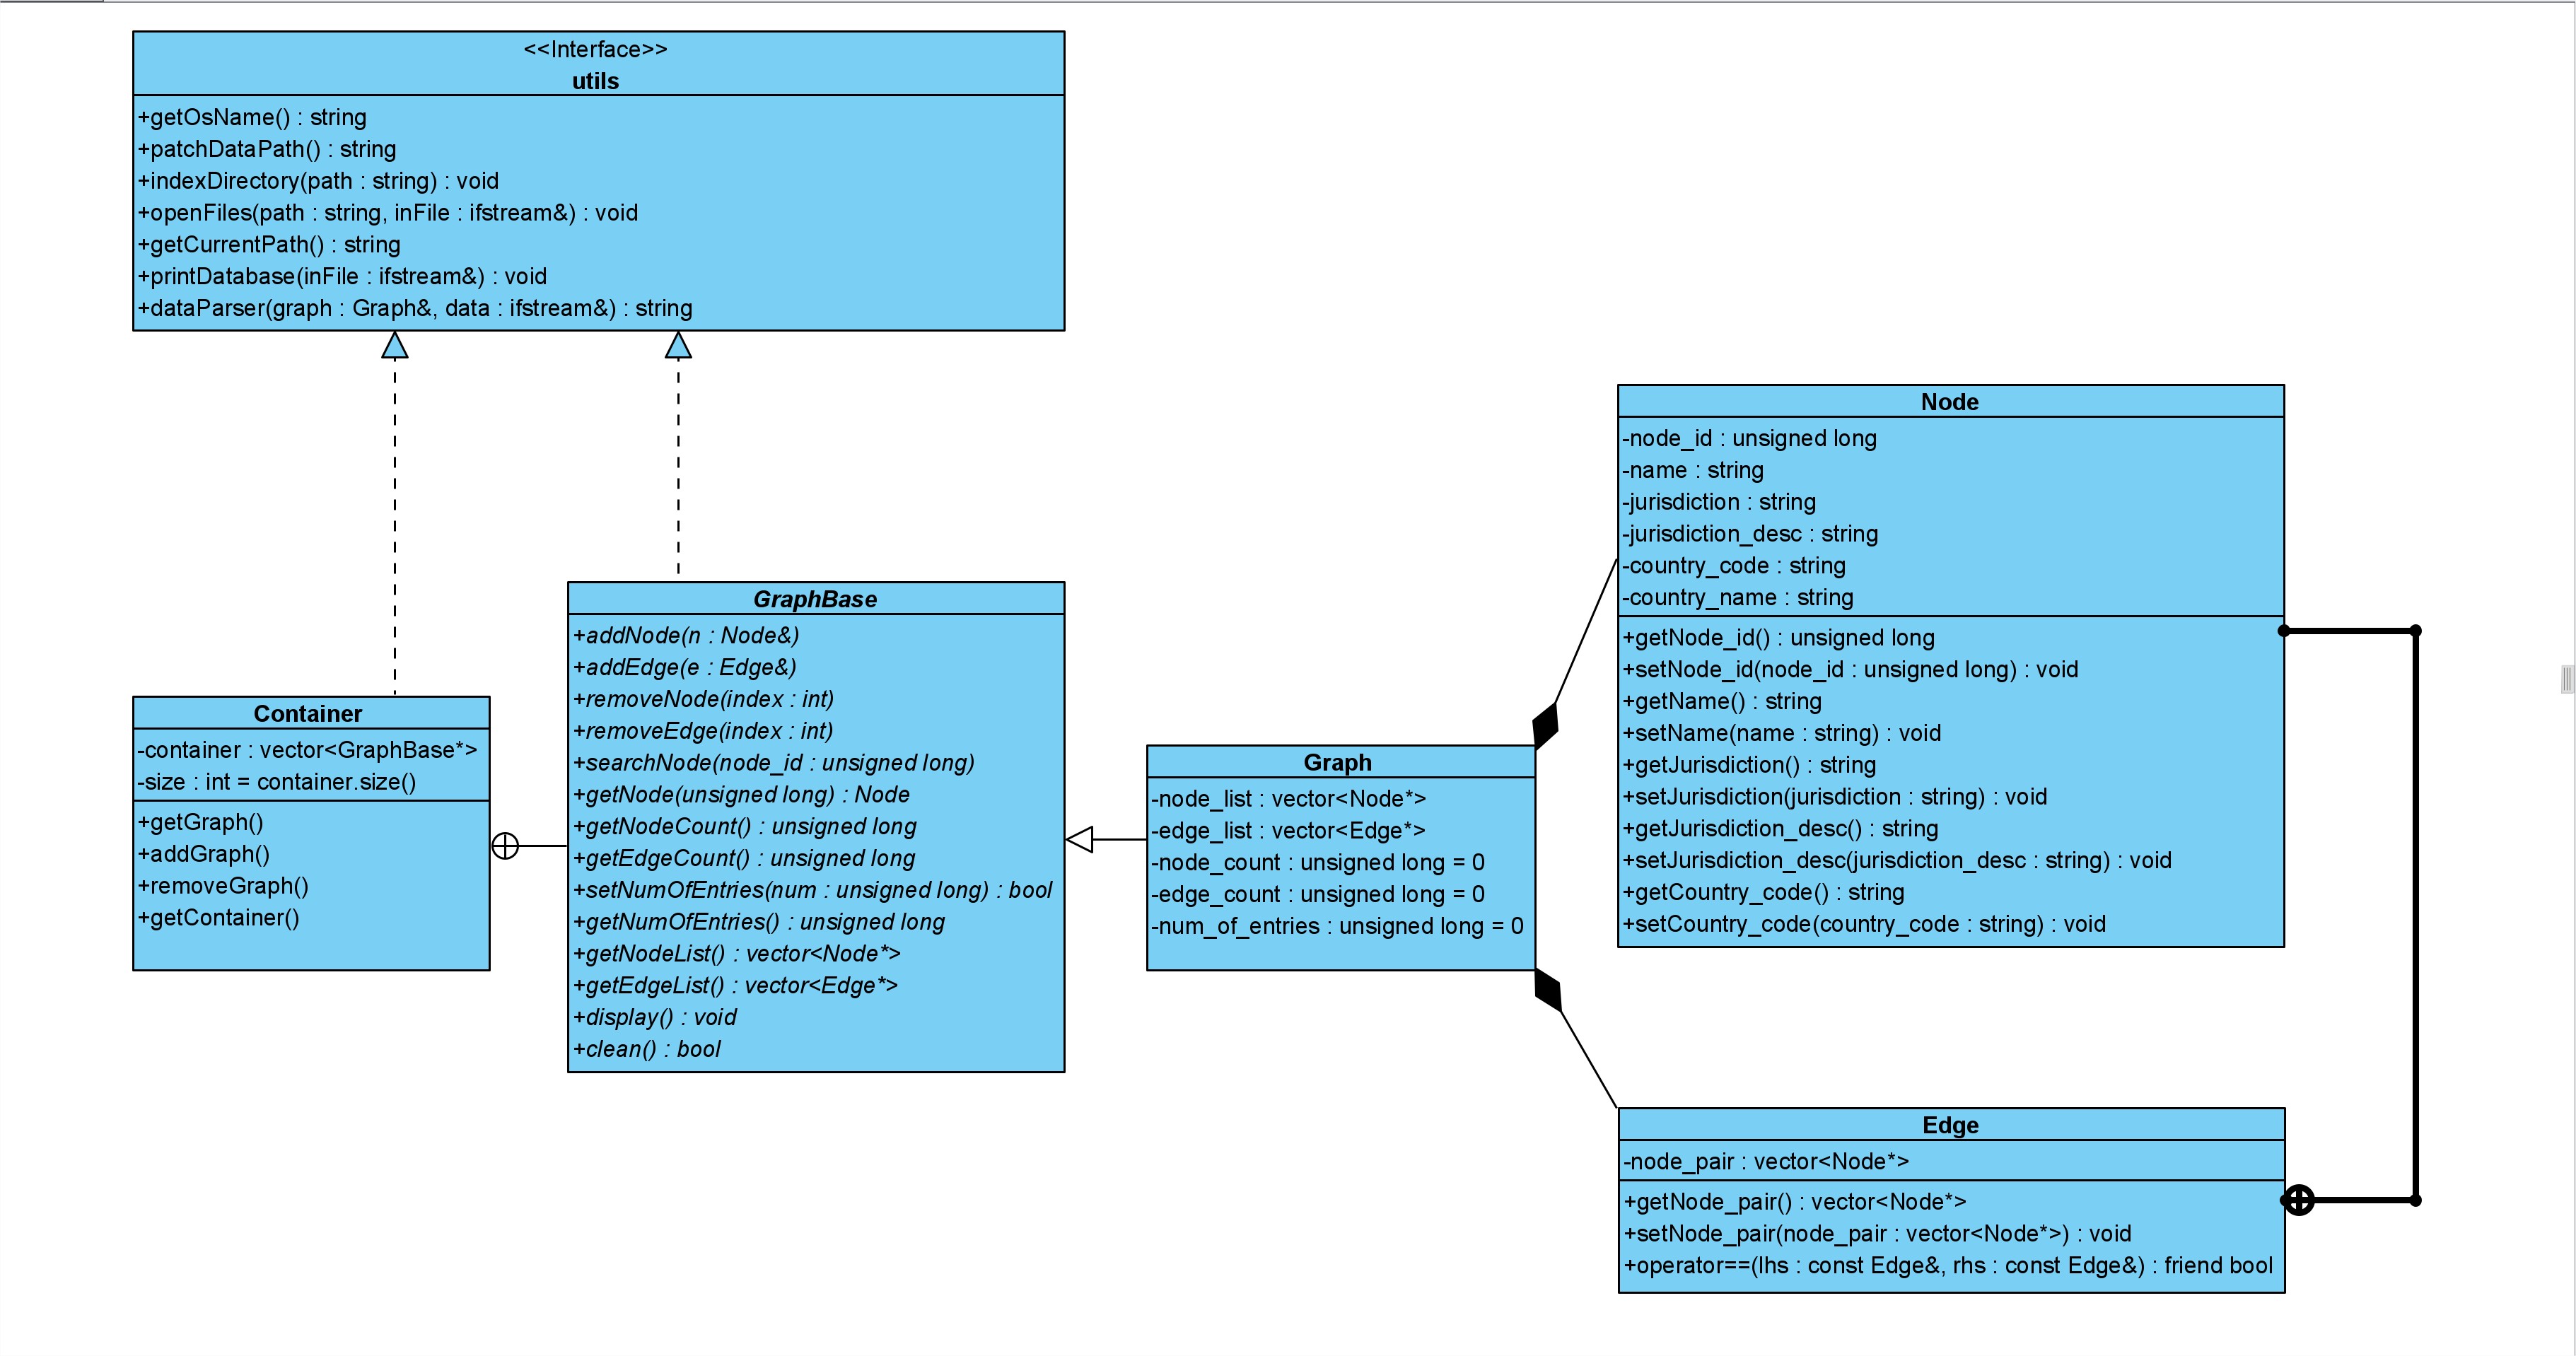 <<Interface>>
utils
+getOsName() : string
+patchDataPath() : string
+indexDirectory(path : string) : void
+openFiles(path : string, inFile : ifstream&) : void
+getCurrentPath() : string
+printDatabase(inFile : ifstream&) : void
+dataParser(graph : Graph&, data : ifstream&) : string
Container
-container : vector<GraphBase*>
-size : int = container.size()
+getGraph()
+addGraph()
+removeGraph()
+getContainer()
GraphBase
+addNode(n : Node&)
+addEdge(e : Edge&)
+removeNode(index : int)
+removeEdge(index : int)
+searchNode(node_id : unsigned long)
+getNode(unsigned long) : Node
+getNodeCount() : unsigned long
+getEdgeCount() : unsigned long
+setNumOfEntries(num : unsigned long) : bool
+getNumOfEntries() : unsigned long
+getNodeList() : vector<Node*>
+getEdgeList() : vector<Edge*>
+display() : void
+clean() : bool
Graph
-node_list : vector<Node*>
-edge_list : vector<Edge*>
-node_count : unsigned long = 0
-edge_count : unsigned long = 0
-num_of_entries : unsigned long = 0
Node
-node_id : unsigned long
-name : string
-jurisdiction : string
-jurisdiction_desc : string
-country_code : string
-country_name : string
+getNode_id() : unsigned long
+setNode_id(node_id : unsigned long) : void
+getName() : string
+setName(name : string) : void
+getJurisdiction() : string
+setJurisdiction(jurisdiction : string) : void
+getJurisdiction_desc() : string
+setJurisdiction_desc(jurisdiction_desc : string) : void
+getCountry_code() : string
+setCountry_code(country_code : string) : void
Edge
-node_pair : vector<Node*>
+getNode_pair() : vector<Node*>
+setNode_pair(node_pair : vector<Node*>) : void
+operator==(lhs : const Edge&, rhs : const Edge&) : friend bool